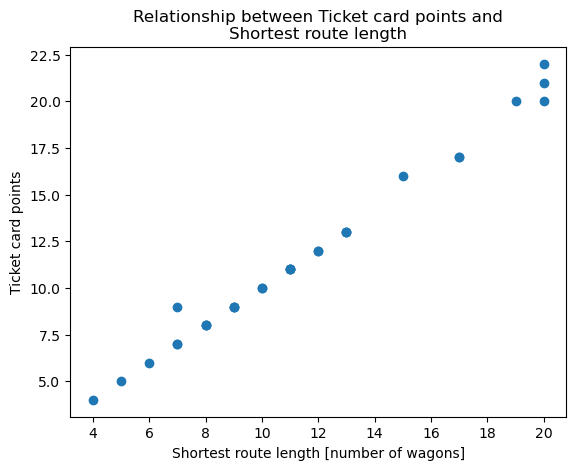 Relationship between Ticket card points and
Shortest route length
22.5
20.0
17.5
15.0
12.5
10.0
7.5
5.0
Ticket card points
4 6 8 10 12 14 16 18 20
Shortest route length [number of wagons]